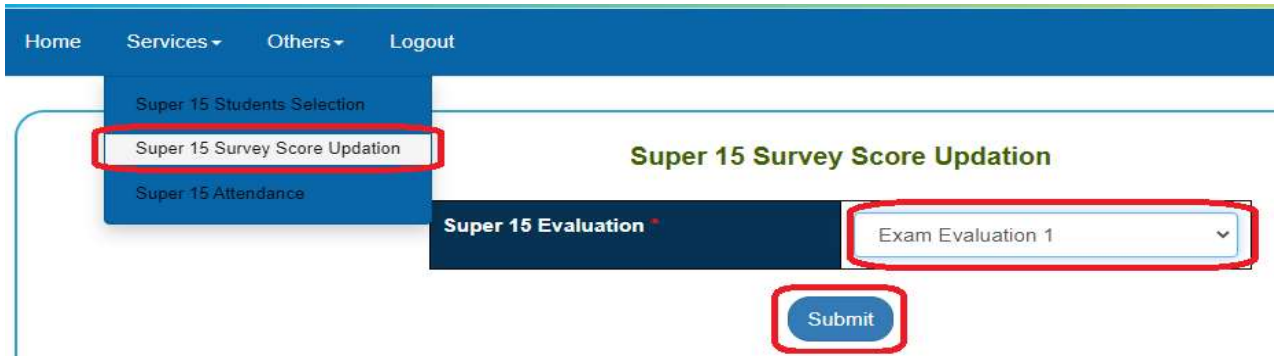 Home Services Others Logout
Super 15 Students Selection
Super 15 Survey Score Updation
Super 15 Attendance
Super 15 Survey Score Updation
Super 15 Evaluation *
Exam Evaluation 1
Submit